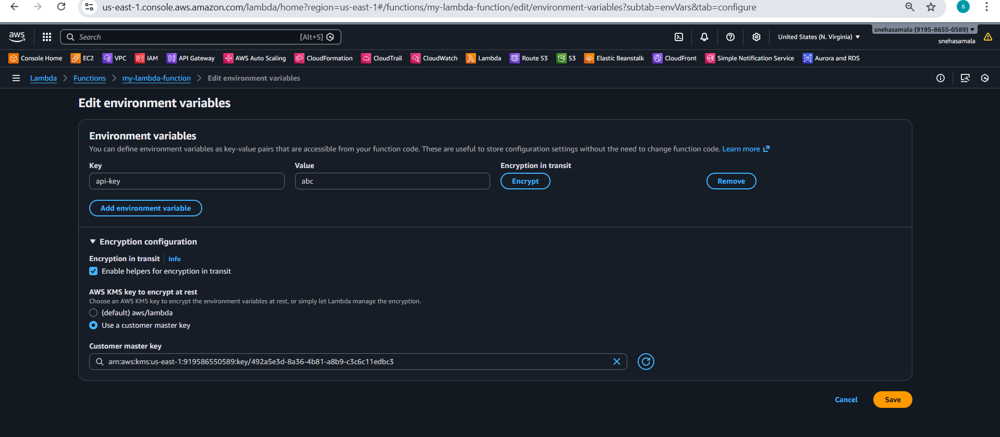 us-east-1.console.aws.amazon.com/lambda/home?region=us-east-1#/functions/my-lambda-function/edit/environment-variables?subtab=envVars&tab=configure
S
aws
Search
[Alt+S]
United States (N. Virginia)
snehasamala (9195-8655-0589)
snehasamala
Console Home
EC2
VPC
IAM
API Gateway
AWS Auto Scaling
CloudFormation
CloudTrail
CloudWatch
Lambda
Route 53
S3
Elastic Beanstalk
CloudFront
Simple Notification Service
Aurora and RDS
Lambda
Functions
my-lambda-function
Edit environment variables
Edit environment variables
Environment variables
You can define environment variables as key-value pairs that are accessible from your function code. These are useful to store configuration settings without the need to change function code. Learn more
Key
Value
Encryption in transit
api-key
abc
Encrypt
Remove
Add environment variable
Encryption configuration
Encryption in transit
Info
Enable helpers for encryption in transit
AWS KMS key to encrypt at rest
Choose an AWS KMS key to encrypt the environment variables at rest, or simply let Lambda manage the encryption.
(default) aws/lambda
Use a customer master key
Customer master key
arn:aws:kms:us-east-1:919586550589:key/492a5e3d-8a36-4b81-a8b9-c3c6c11edbc3
Cancel
Save